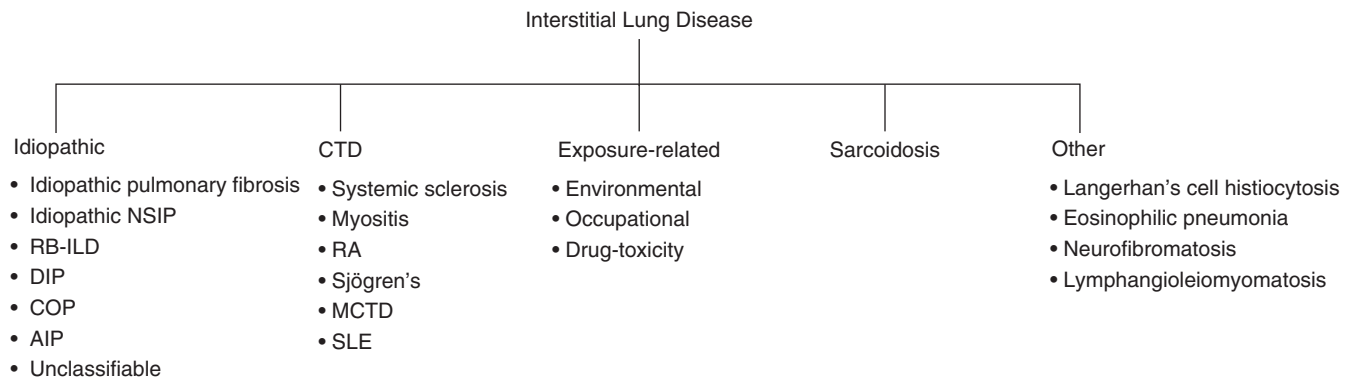 Interstitial Lung Disease
Idiopathic
• Idiopathic pulmonary fibrosis
• Idiopathic NSIP
• RB-ILD
• DIP
• COP
• AIP
• Unclassifiable
CTD
• Systemic sclerosis
• Myositis
• RA
• Sjögren's
• MCTD
• SLE
Exposure-related
• Environmental
• Occupational
• Drug-toxicity
Sarcoidosis
Other
• Langerhan's cell histiocytosis
• Eosinophilic pneumonia
• Neurofibromatosis
• Lymphangioleiomyomatosis